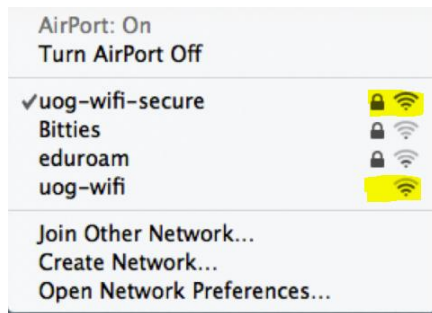 AirPort: On
Turn AirPort Off
✓uog-wifi-secure
Bitties
eduroam
uog-wifi
Join Other Network...
Create Network...
Open Network Preferences...